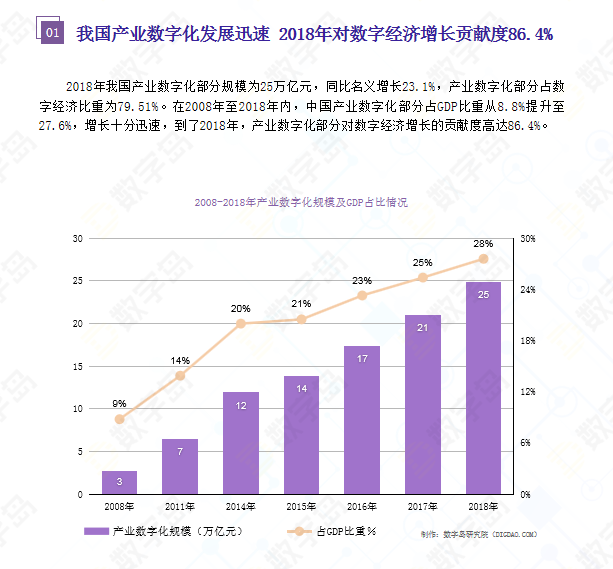 01 我国产业数字化发展迅速 2018年对数字经济增长贡献度86.4%
2018年我国产业数字化部分规模为25万亿元，同比名义增长23.1%，产业数字化部分占数
字经济比重为79.51%。在2008年至2018年内，中国产业数字化部分占GDP比重从8.8%提升至
27.6%，增长十分迅速，到了2018年，产业数字化部分对数字经济增长的贡献度高达86.4%。
2008-2018年产业数字化规模及GDP占比情况
30 30%
28%
25 24%
25%
25
23%
20 18%
20% 21%
21
17
15 12%
14%
14
12
10 6%
9%
7
5
3
0 0%
2008年 2011年 2014年 2015年 2016年 2017年 2018年
产业数字化规模（万亿元） 占GDP比重%
制作: 数字岛研究院（DIGDAO.COM）
数字岛